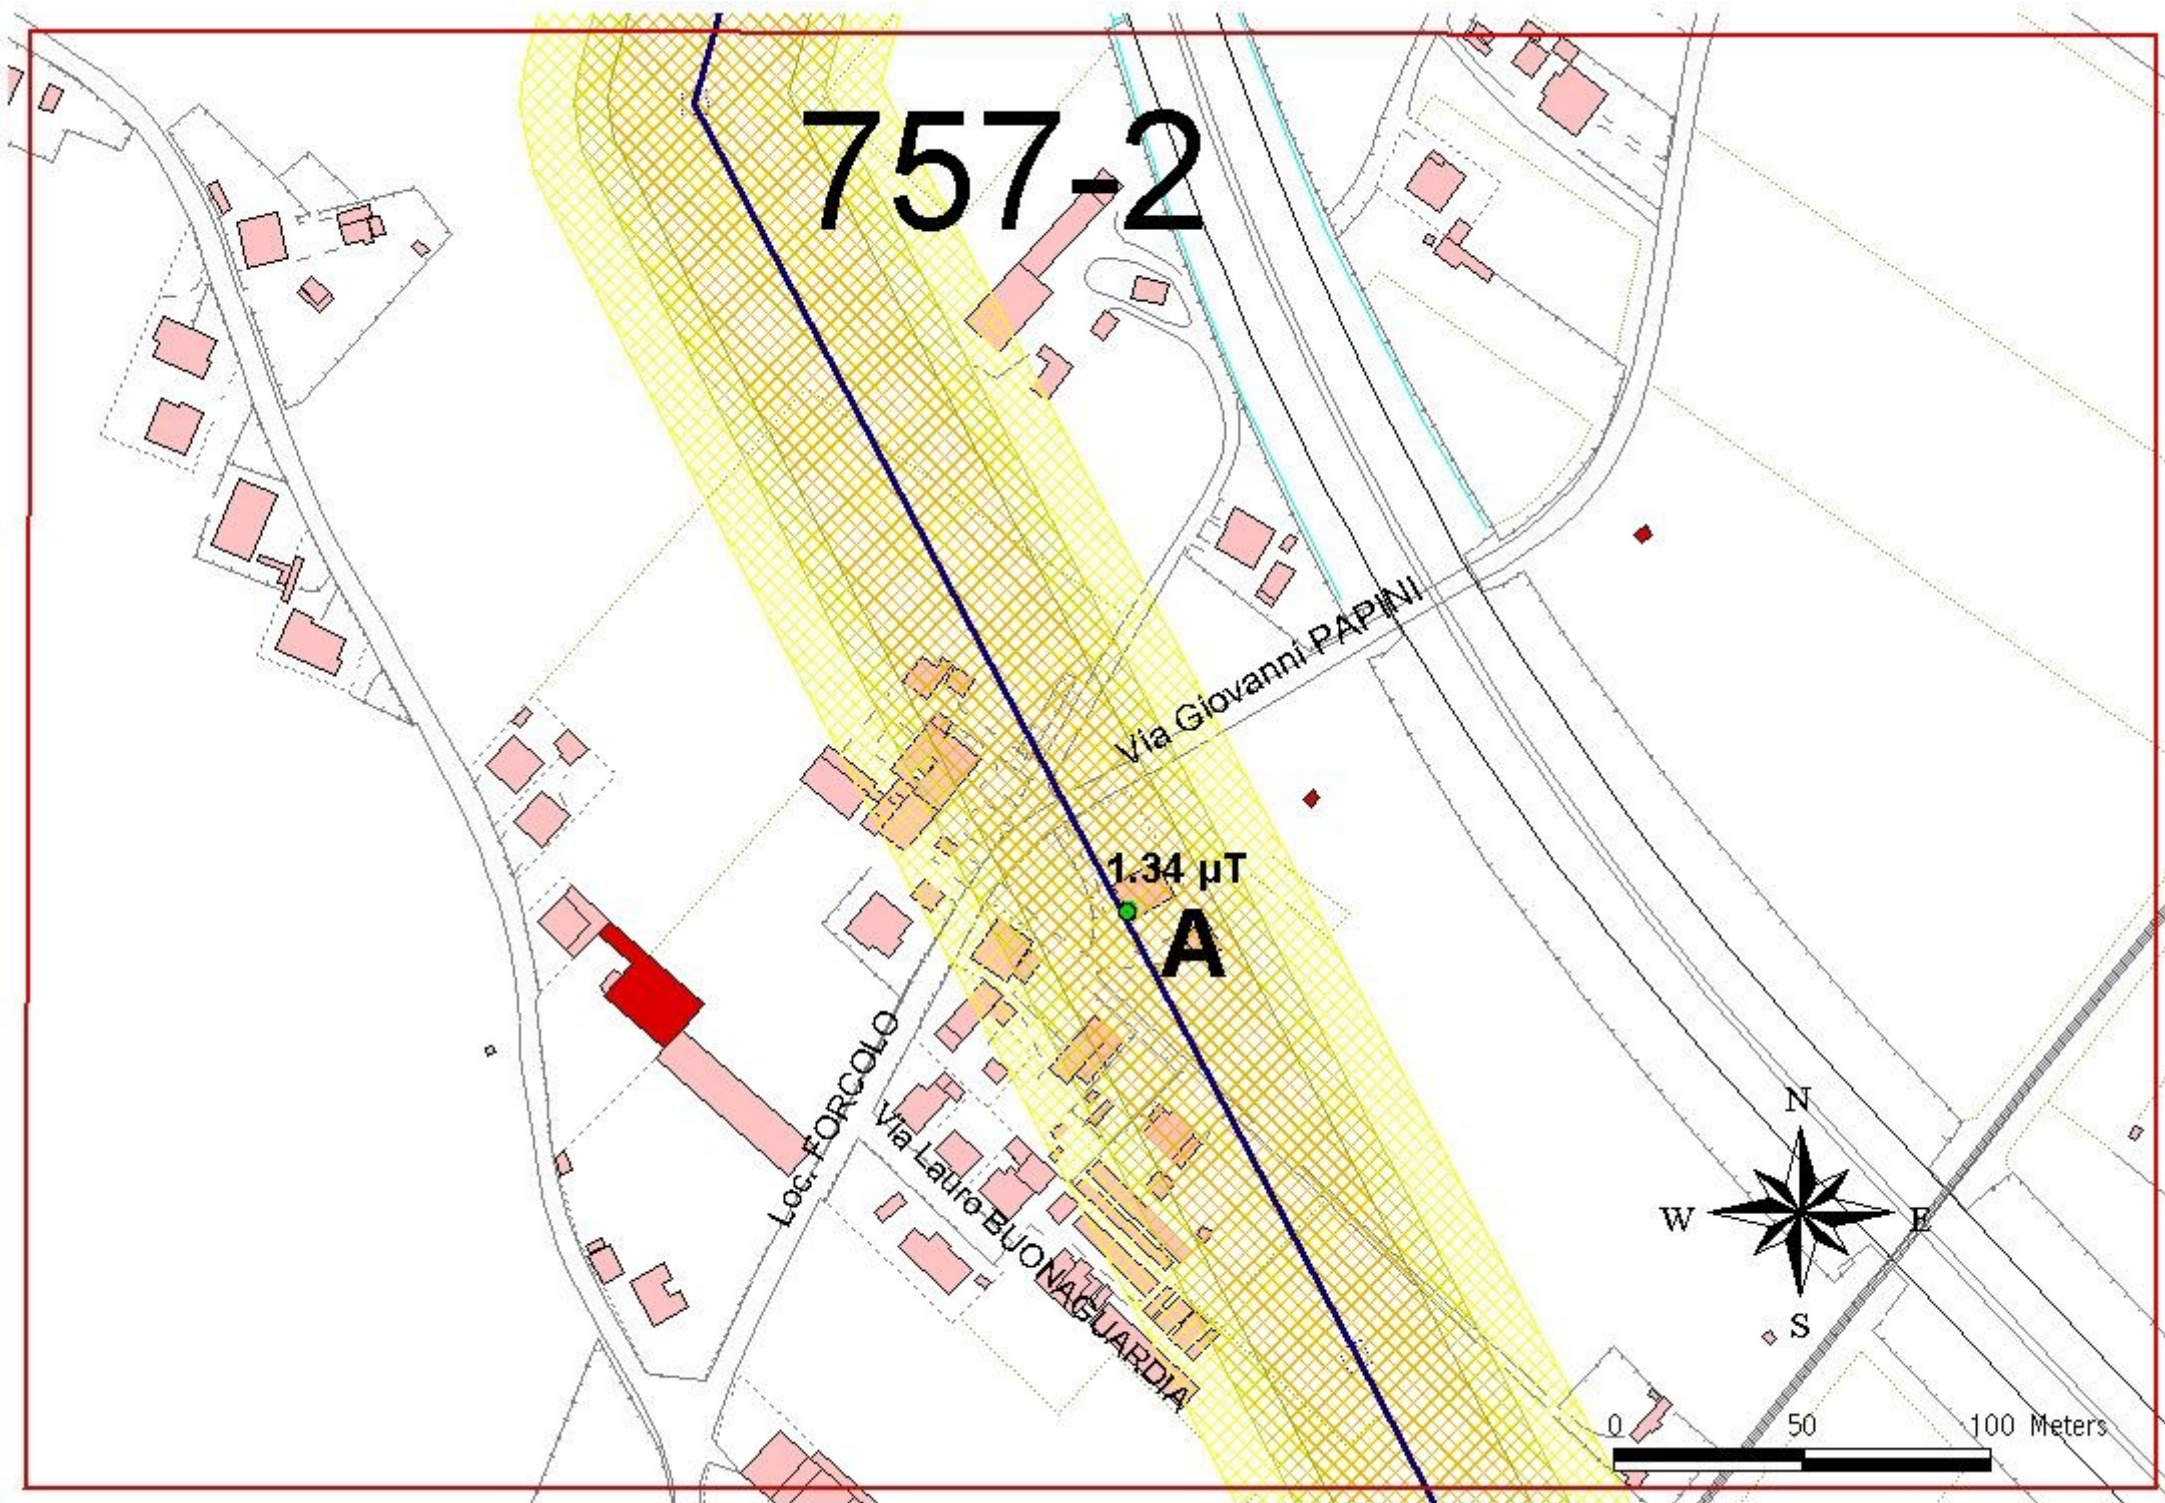 757-2
Via Giovanni PAPINI
1.34 µT
A
Loc. FORCOLO
Via Lauro BUONAGUARDIA
N
W
E
S
0 50 100 Meters